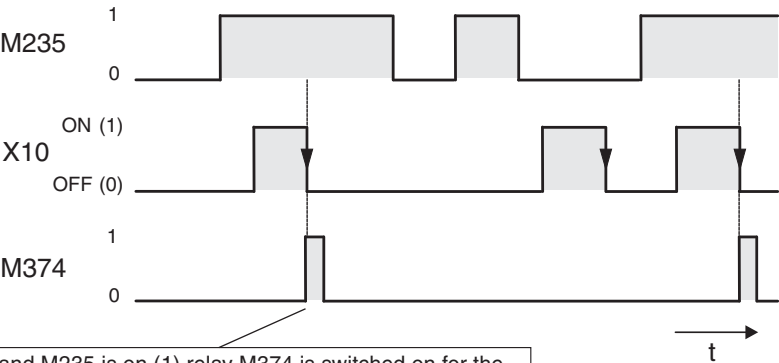 1
M235
0
ON (1)
X10
OFF (0)
1
M374
0
t
and M235 is on (1) relay M374 is switched on for the